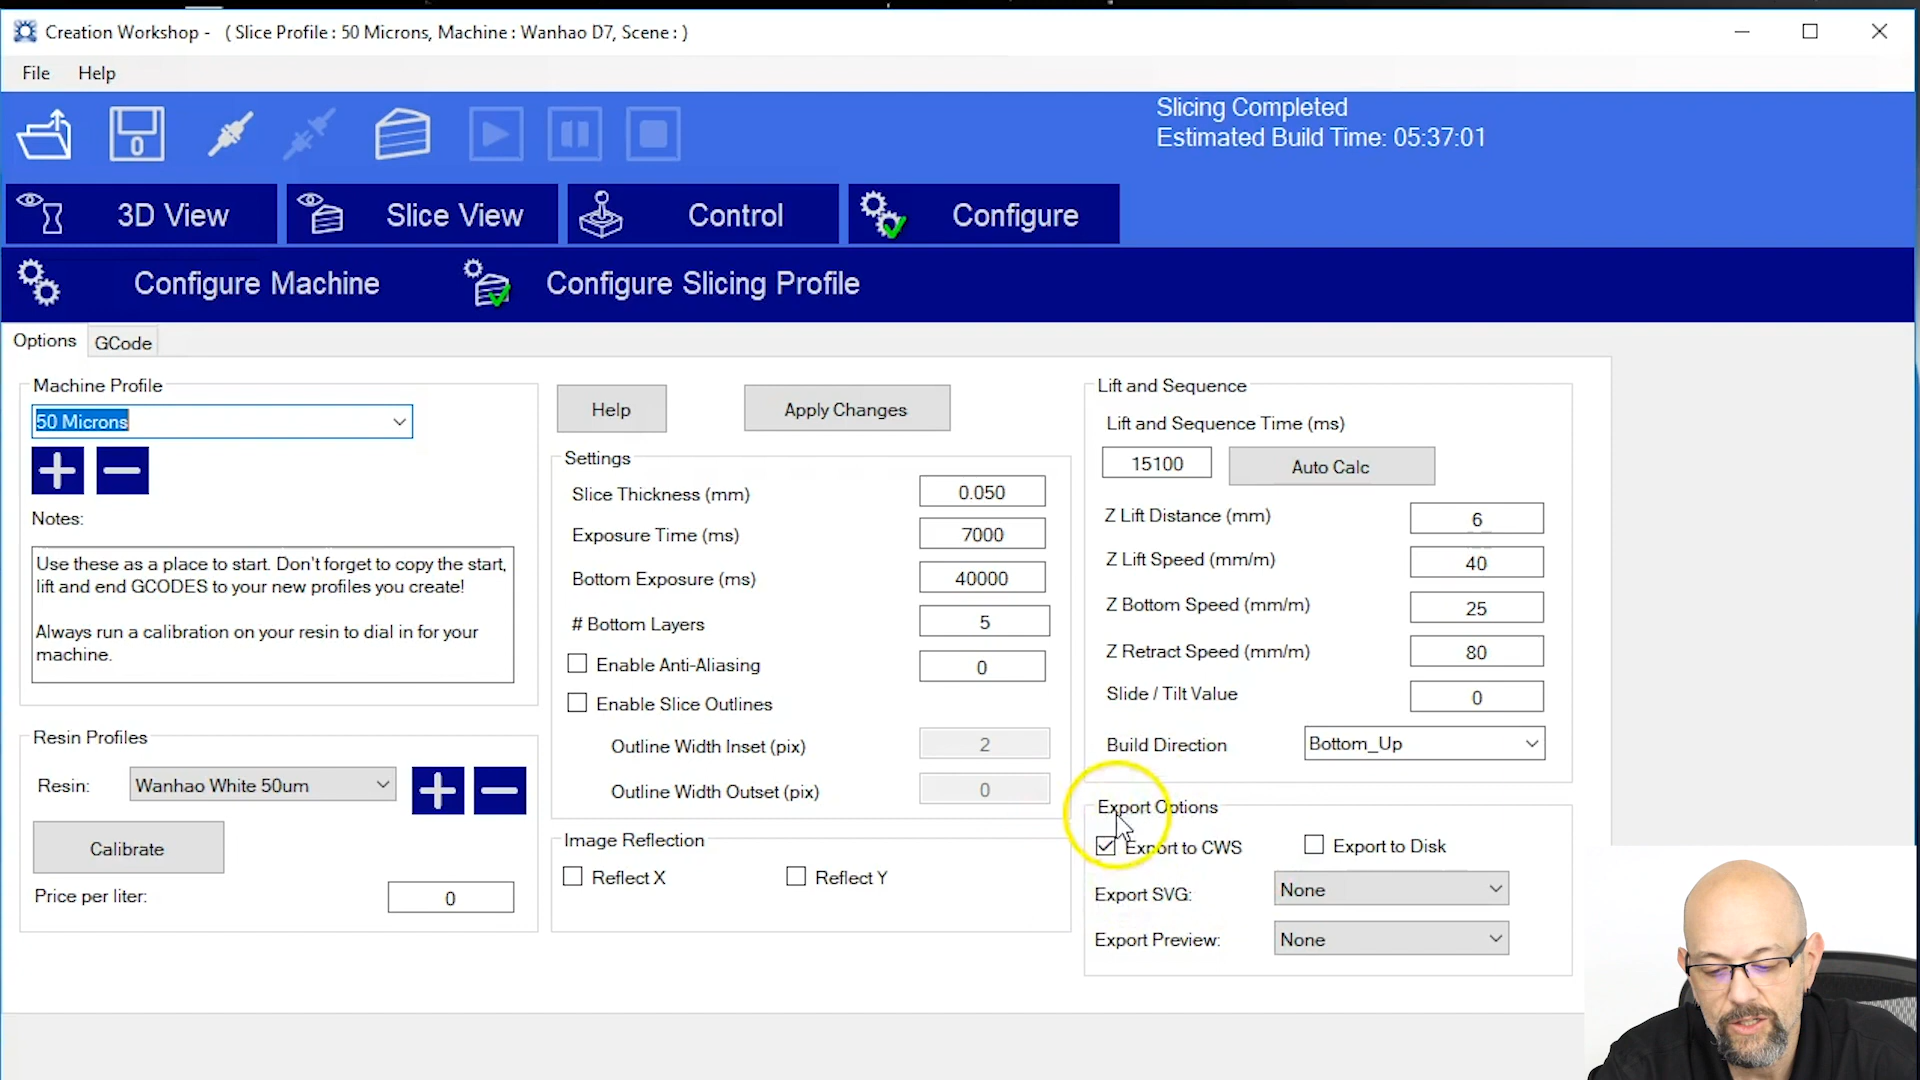 Creation Workshop -   ( Slice Profile : 50 Microns, Machine : Wanhao D7, Scene : )
File Help
Slicing Completed
Estimated Build Time: 05:37:01
3D View Slice View Control Configure
Configure Machine Configure Slicing Profile
Options GCode
Machine Profile
50 Microns
Notes:
Use these as a place to start. Don't forget to copy the start,
lift and end GCODES to your new profiles you create!
Always run a calibration on your resin to dial in for your
machine.
Resin Profiles
Resin: Wanhao White 50um
Calibrate
Price per liter: 0
Help Apply Changes
Settings
Slice Thickness (mm) 0.050
Exposure Time (ms) 7000
Bottom Exposure (ms) 40000
# Bottom Layers 5
Enable Anti-Aliasing 0
Enable Slice Outlines
Outline Width Inset (pix) 2
Outline Width Outset (pix) 0
Image Reflection
Reflect X Reflect Y
Lift and Sequence
Lift and Sequence Time (ms)
15100 Auto Calc
Z Lift Distance (mm) 6
Z Lift Speed (mm/m) 40
Z Bottom Speed (mm/m) 25
Z Retract Speed (mm/m) 80
Slide / Tilt Value 0
Build Direction Bottom_Up
Export Options
Export to CWS Export to Disk
Export SVG: None
Export Preview: None